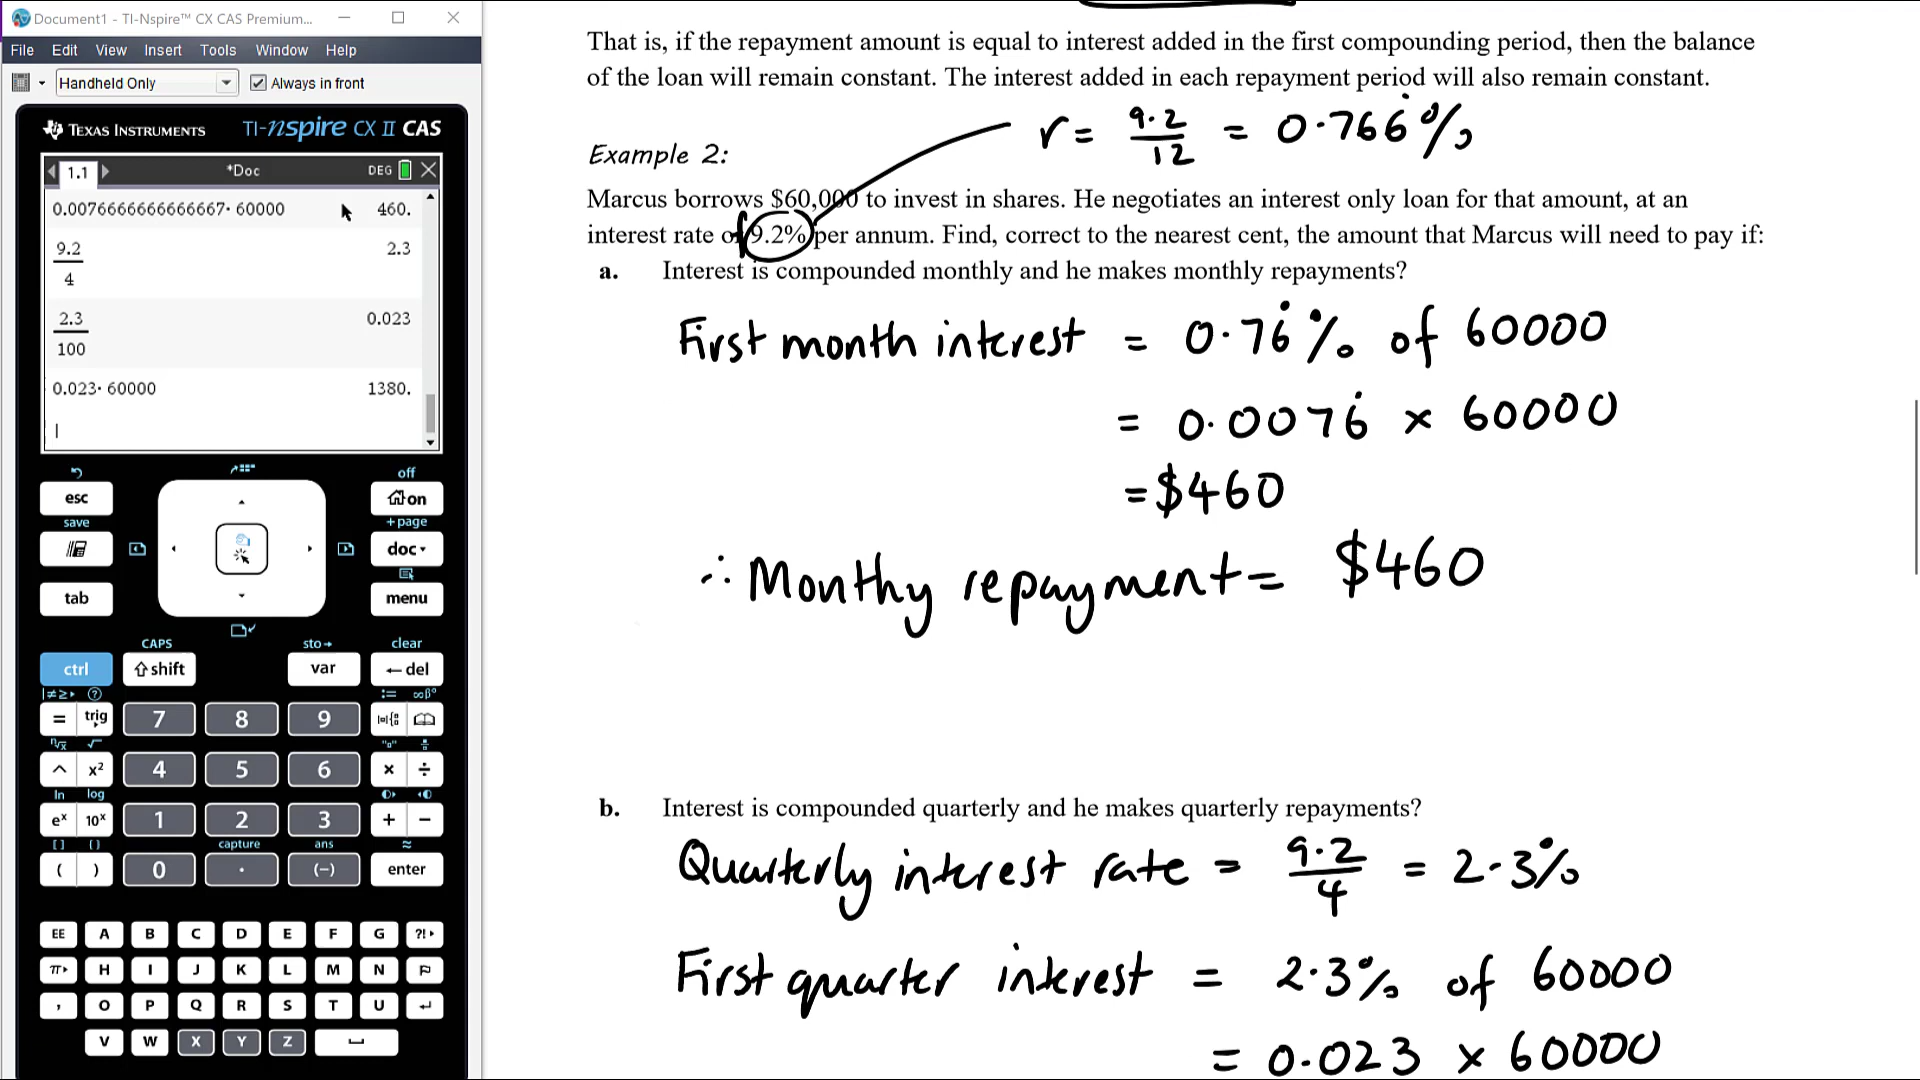 Document1 - TI-Nspire™ CX CAS Premium...
File Edit View Insert Tools Window Help
Handheld Only Always in front
TEXAS INSTRUMENTS TI-nspire CX II CAS
1.1 *Doc DEG
0.0076666666666667·60000 460.
9.2/4 2.3
2.3/100 0.023
0.023·60000 1380.
off
esc on
save +page
doc
tab menu
CAPS sto→ clear
ctrl shift var ← del
|≠≥▸ ? := ∞β°
= trig 7 8 9
ⁿ√x √ "▫"
^ x² 4 5 6 × ÷
ln log
eˣ 10ˣ 1 2 3 + −
[] {} capture ans ≈
( ) 0 . (−) enter
EE A B C D E F G ?!▸
π▸ H I J K L M N
, O P Q R S T U ↵
V W X Y Z
That is, if the repayment amount is equal to interest added in the first compounding period, then the balance
of the loan will remain constant. The interest added in each repayment period will also remain constant.
r = 9.2/12 = 0.766̇%
Example 2:
Marcus borrows $60,000 to invest in shares. He negotiates an interest only loan for that amount, at an
interest rate of 9.2% per annum. Find, correct to the nearest cent, the amount that Marcus will need to pay if:
a. Interest is compounded monthly and he makes monthly repayments?
First month interest = 0.76̇% of 60000
= 0.0076̇ × 60000
= $460
∴ Monthy repayment = $460
b. Interest is compounded quarterly and he makes quarterly repayments?
Quarterly interest rate = 9.2/4 = 2.3%
First quarter interest = 2.3% of 60000
= 0.023 × 60000